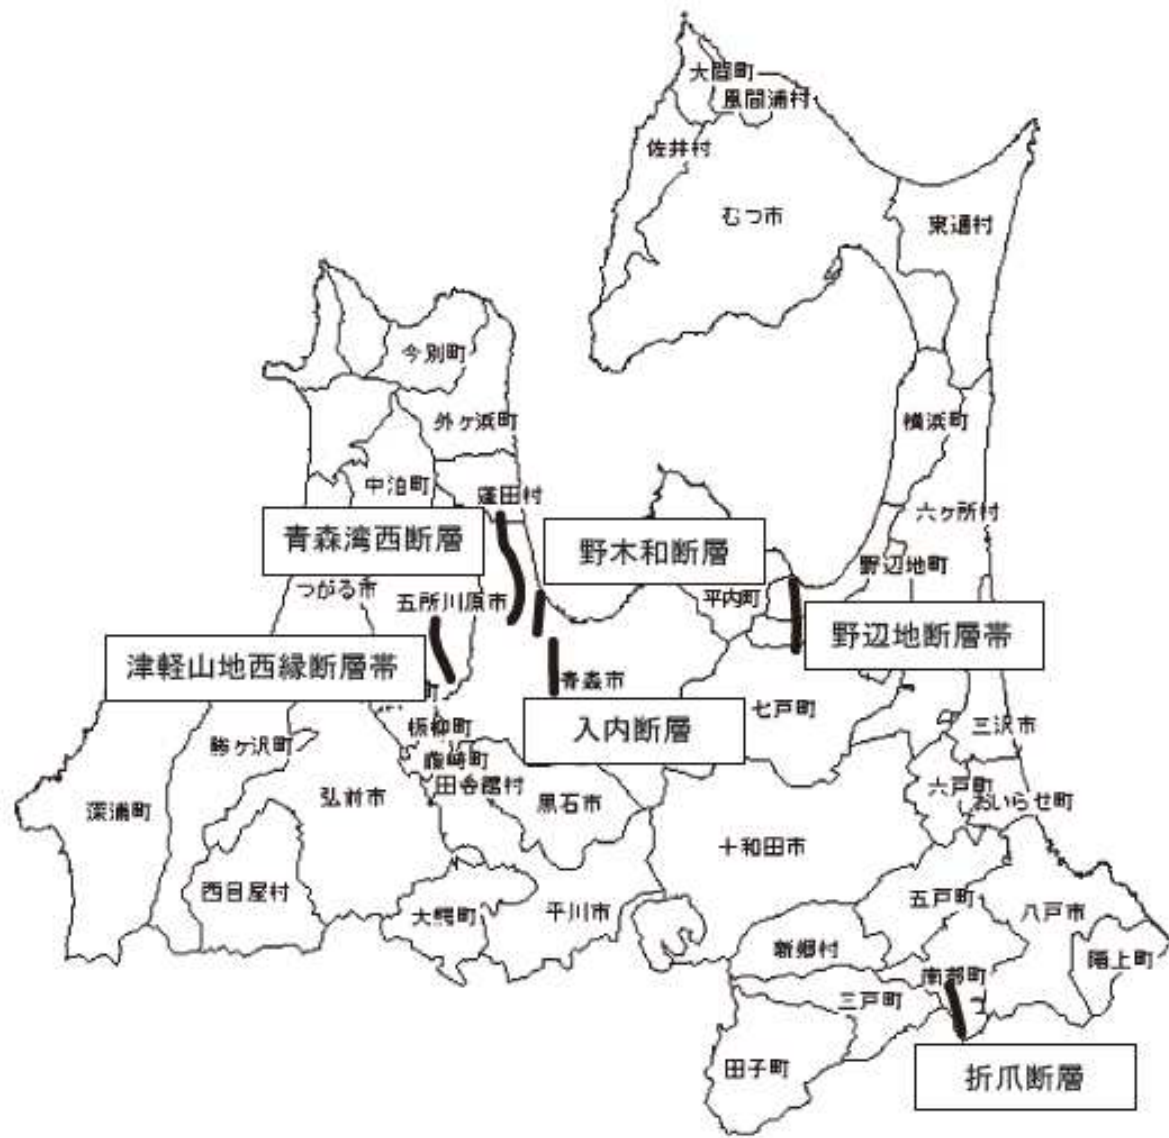 大間町
風間浦村
佐井村
むつ市
東通村
今別町
外ヶ浜町
横浜町
中泊町
蓬田村
六ヶ所村
青森湾西断層
野木和断層
野辺地町
つがる市
五所川原市
平内町
野辺地断層帯
津軽山地西縁断層帯
青森市
七戸町
入内断層
板柳町
三沢市
鰺ヶ沢町
藤崎町
田舎館村
六戸町
弘前市
黒石市
おいらせ町
深浦町
十和田市
西目屋村
大鰐町
平川市
五戸町
八戸市
新郷村
階上町
南部町
三戸町
田子町
折爪断層